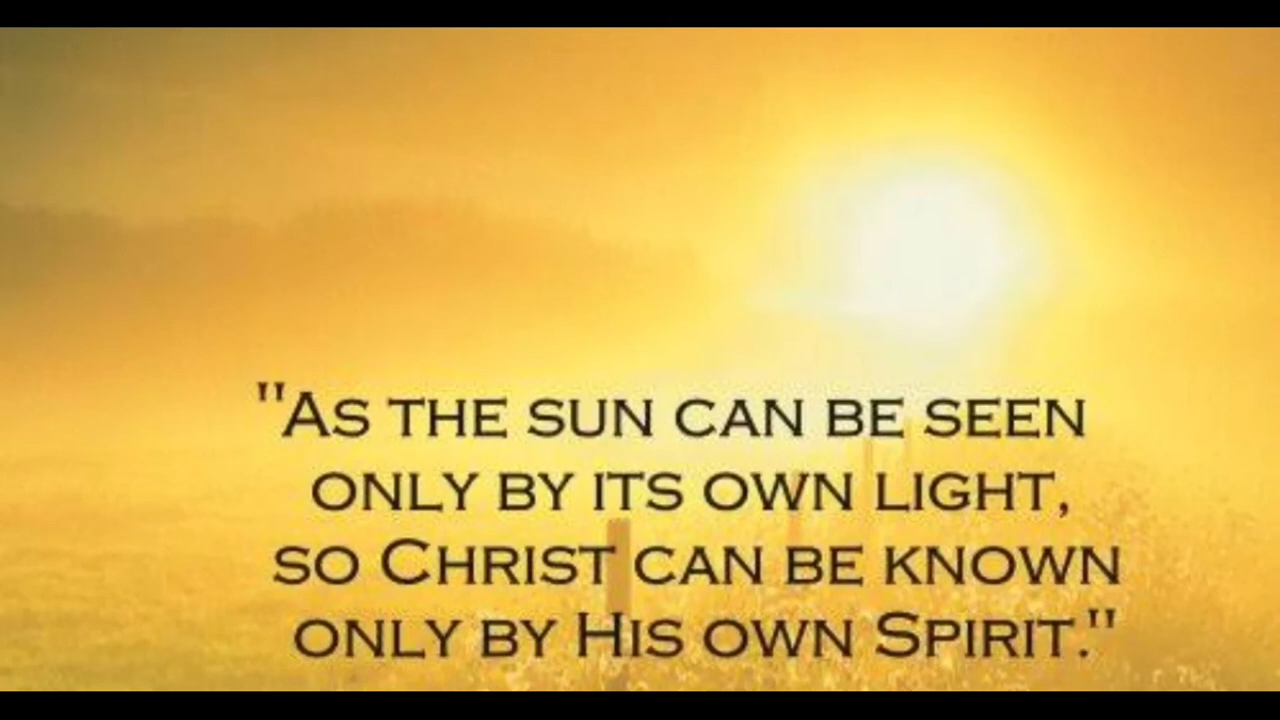 "As the sun can be seen
only by its own light,
so Christ can be known
only by His own Spirit."